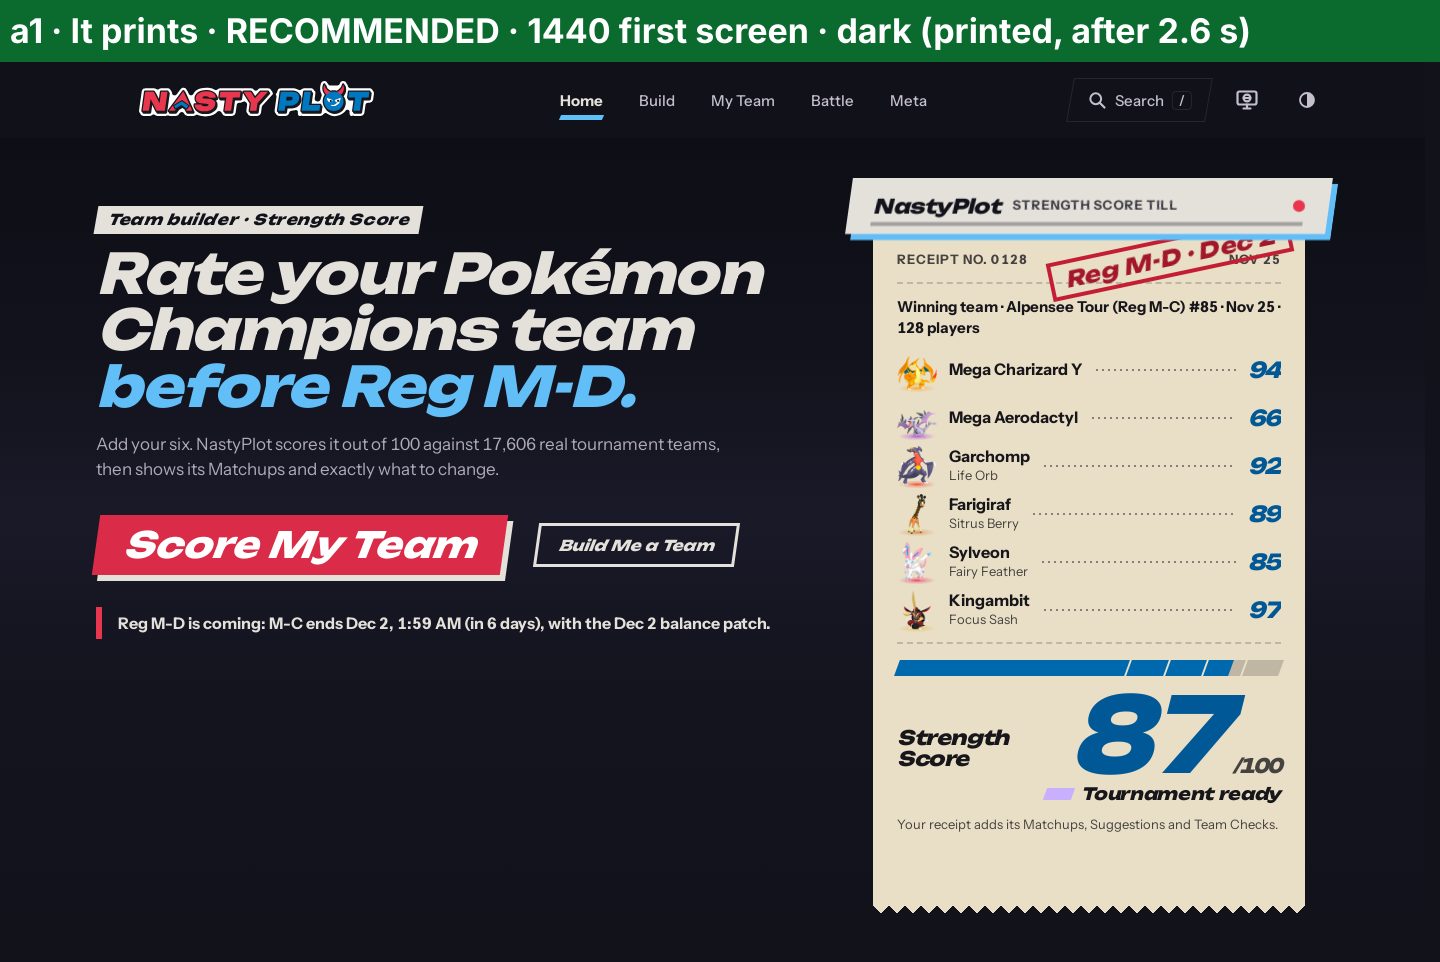 a1 · It prints · RECOMMENDED · 1440 first screen · dark (printed, after 2.6 s)
NASTY PLOT
Home
Build
My Team
Battle
Meta
Search /
Team builder · Strength Score
Rate your Pokémon
Champions team
before Reg M-D.
Add your six. NastyPlot scores it out of 100 against 17,606 real tournament teams,
then shows its Matchups and exactly what to change.
Score My Team
Build Me a Team
Reg M-D is coming: M-C ends Dec 2, 1:59 AM (in 6 days), with the Dec 2 balance patch.
NastyPlot STRENGTH SCORE TILL
RECEIPT NO. 0128
NOV 25
Reg M-D · Dec 2
Winning team · Alpensee Tour (Reg M-C) #85 · Nov 25 ·
128 players
Mega Charizard Y 94
Mega Aerodactyl 66
Garchomp 92
Life Orb
Farigiraf 89
Sitrus Berry
Sylveon 85
Fairy Feather
Kingambit 97
Focus Sash
Strength
Score
87 /100
Tournament ready
Your receipt adds its Matchups, Suggestions and Team Checks.